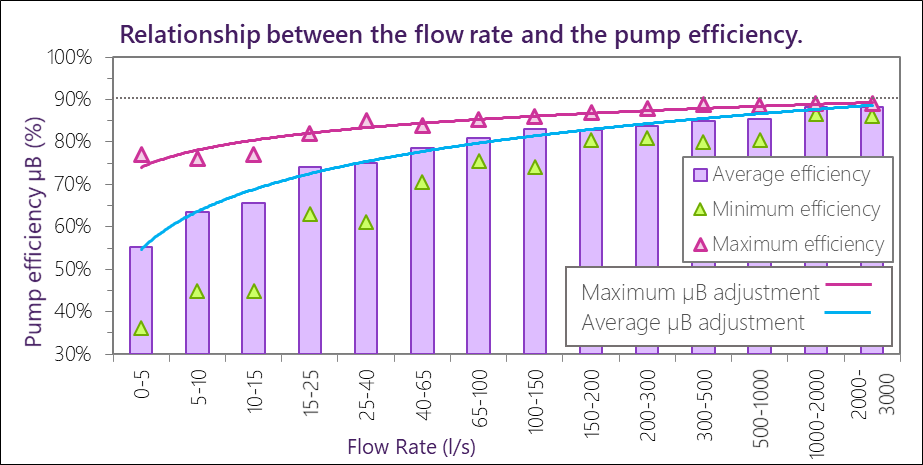 Relationship between the flow rate and the pump efficiency.
Pump efficiency µB (%)
100%
90%
80%
70%
60%
50%
40%
30%
Average efficiency
Minimum efficiency
Maximum efficiency
Maximum µB adjustment
Average µB adjustment
0-5
5-10
10-15
15-25
25-40
40-65
65-100
100-150
150-200
200-300
300-500
500-1000
1000-2000
2000-
3000
Flow Rate (l/s)